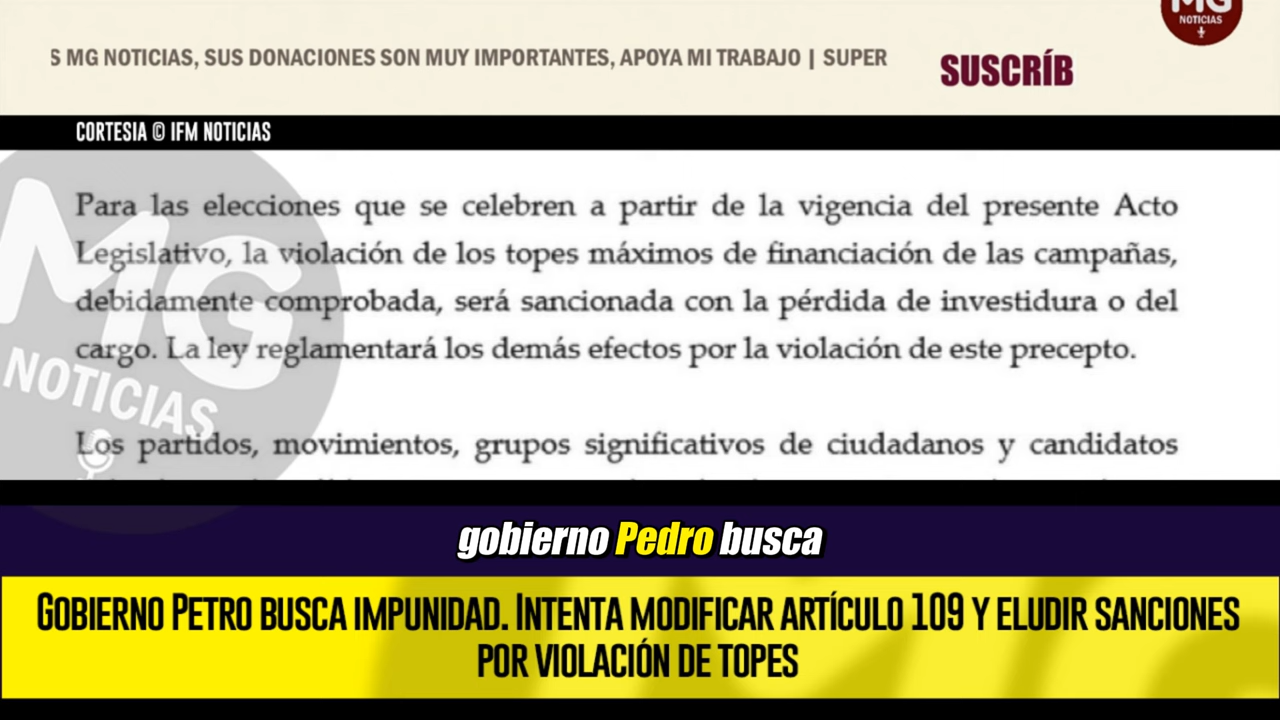 MG
NOTICIAS
S MG NOTICIAS, SUS DONACIONES SON MUY IMPORTANTES, APOYA MI TRABAJO | SUPER
SUSCRÍB
CORTESIA © IFM NOTICIAS
Para las elecciones que se celebren a partir de la vigencia del presente Acto
Legislativo, la violación de los topes máximos de financiación de las campañas,
debidamente comprobada, será sancionada con la pérdida de investidura o del
cargo. La ley reglamentará los demás efectos por la violación de este precepto.
Los partidos, movimientos, grupos significativos de ciudadanos y candidatos
MG
NOTICIAS
gobierno Pedro busca
GOBIERNO PETRO BUSCA IMPUNIDAD. INTENTA MODIFICAR ARTÍCULO 109 Y ELUDIR SANCIONES
POR VIOLACIÓN DE TOPES